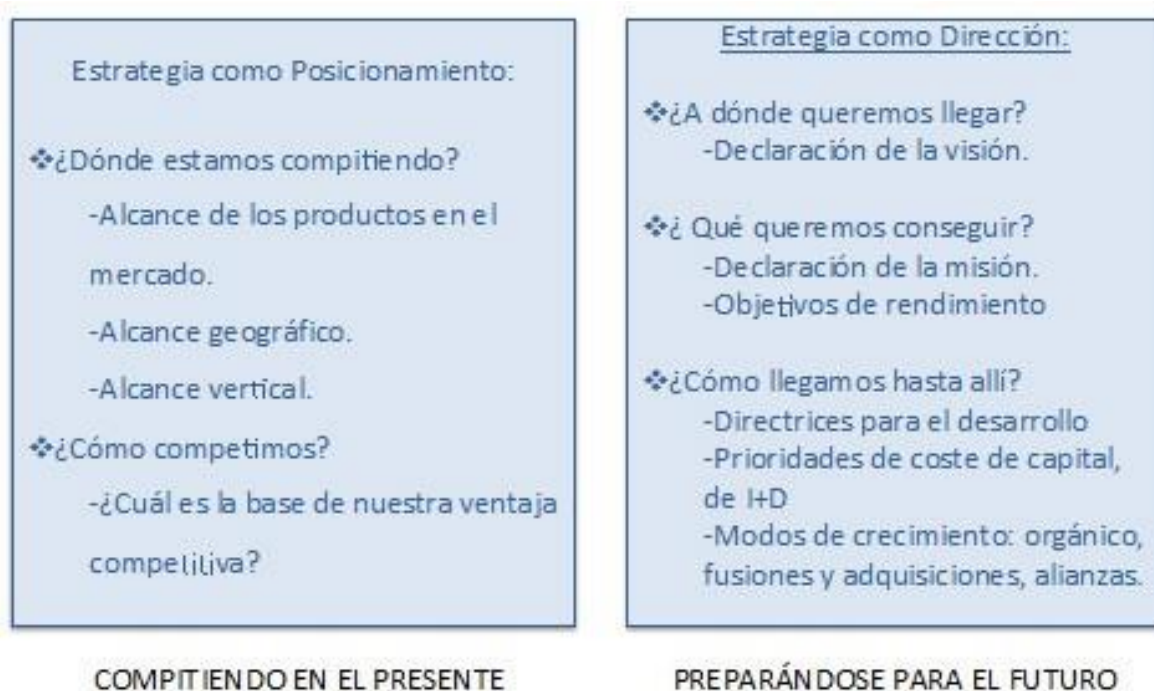 Estrategia como Posicionamiento:
❖¿Dónde estamos compitiendo?
-Alcance de los productos en el
mercado.
-Alcance geográfico.
-Alcance vertical.
❖¿Cómo competimos?
-¿Cuál es la base de nuestra ventaja
competitiva?
COMPITIENDO EN EL PRESENTE
Estrategia como Dirección:
❖¿A dónde queremos llegar?
-Declaración de la visión.
❖¿ Qué queremos conseguir?
-Declaración de la misión.
-Objetivos de rendimiento
❖¿Cómo llegamos hasta allí?
-Directrices para el desarrollo
-Prioridades de coste de capital,
de I+D
-Modos de crecimiento: orgánico,
fusiones y adquisiciones, alianzas.
PREPARÁNDOSE PARA EL FUTURO